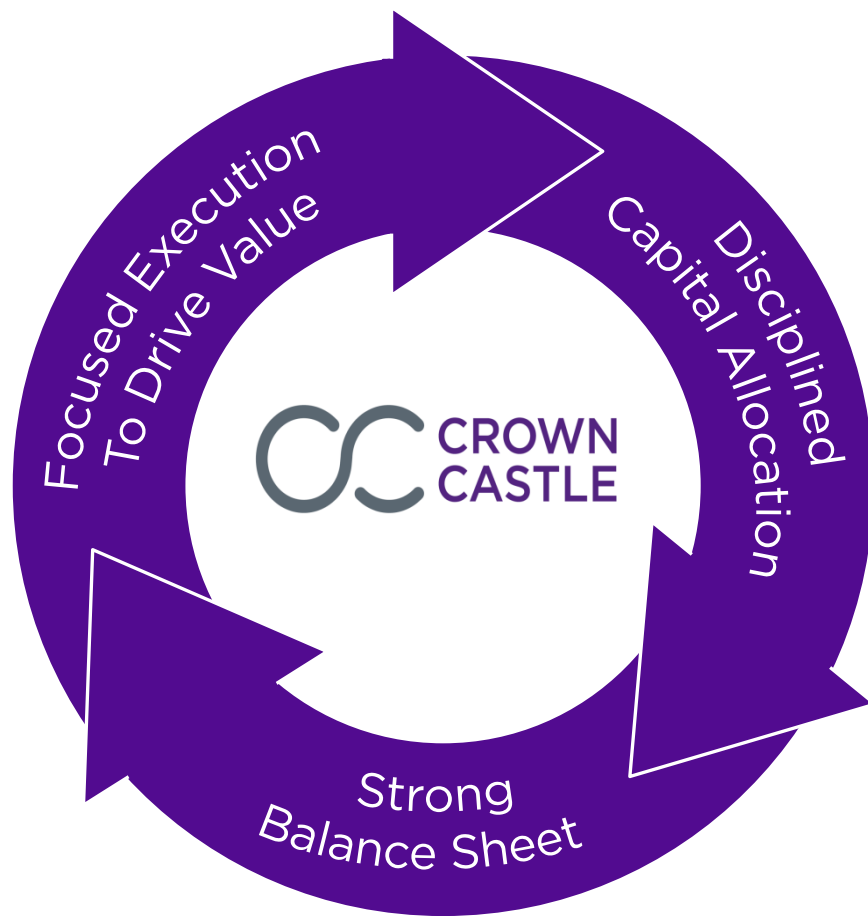 Focused Execution
To Drive Value
Disciplined
Capital Allocation
CROWN
CASTLE
Strong
Balance Sheet